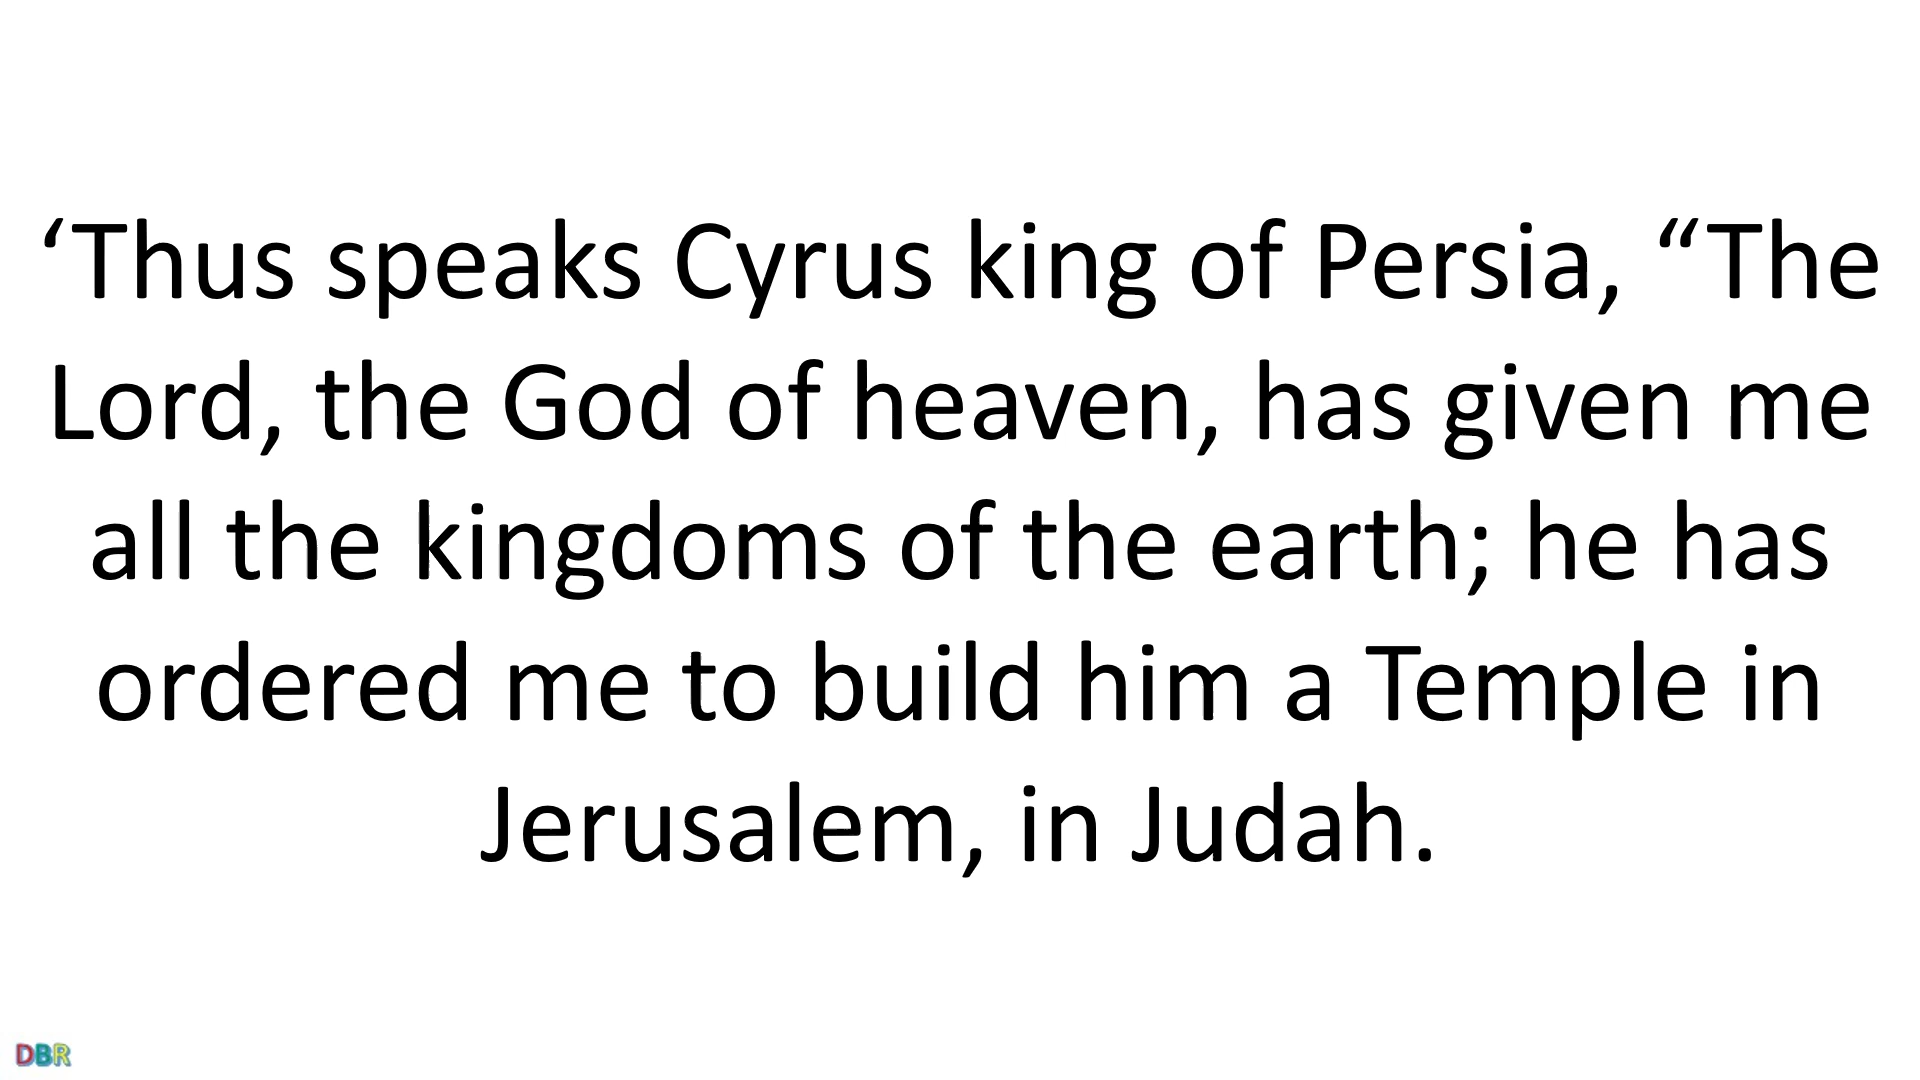 ‘Thus speaks Cyrus king of Persia, “The
Lord, the God of heaven, has given me
all the kingdoms of the earth; he has
ordered me to build him a Temple in
Jerusalem, in Judah.
DBR